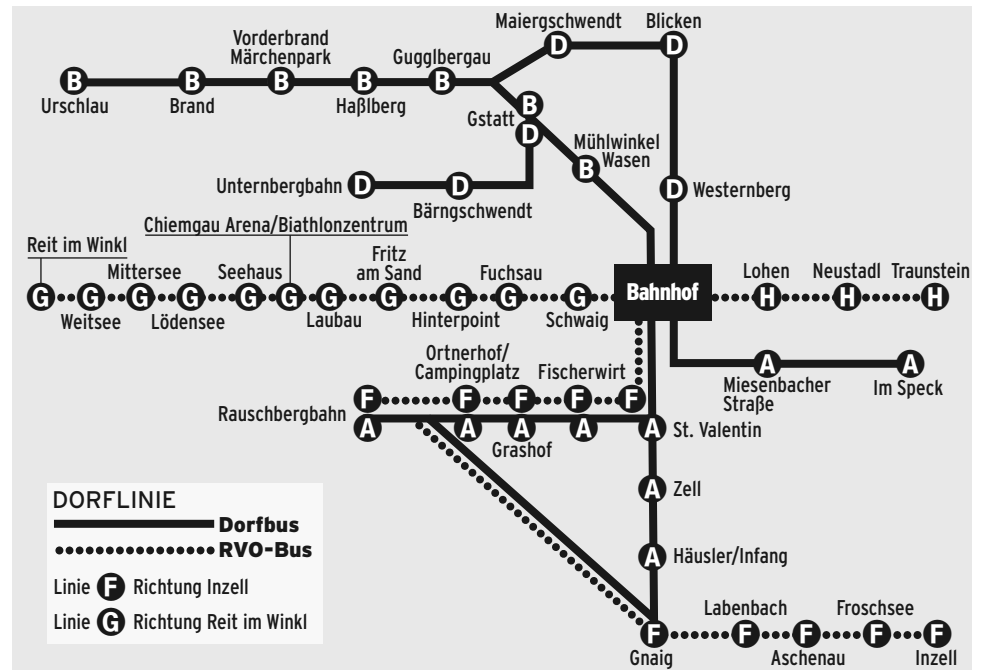 Maiergschwendt
Blicken
D
D
Vorderbrand
Märchenpark
Gugglbergau
B
B
B
B
B
Urschlau
Brand
Haßlberg
B
Gstatt
D
Mühlwinkel
Wasen
B
Unternbergbahn
D
D
Bärngschwendt
D
Westernberg
Chiemgau Arena/Biathlonzentrum
Reit im Winkl
Mittersee
Seehaus
Fritz
am Sand
Fuchsau
G
G
G
G
G
G
G
G
G
G
G
Weitsee
Lödensee
Laubau
Hinterpoint
Schwaig
Bahnhof
Lohen
Neustadl
Traunstein
H
H
H
A
A
Miesenbacher
Straße
Im Speck
Ortnerhof/
Campingplatz
Fischerwirt
F
F
F
F
F
Rauschbergbahn
A
A
A
A
A
Grashof
St. Valentin
A
Zell
A
Häusler/Infang
Labenbach
Froschsee
F
F
F
F
F
Gnaig
Aschenau
Inzell
DORFLINIE
Dorfbus
RVO-Bus
Linie F Richtung Inzell
Linie G Richtung Reit im Winkl